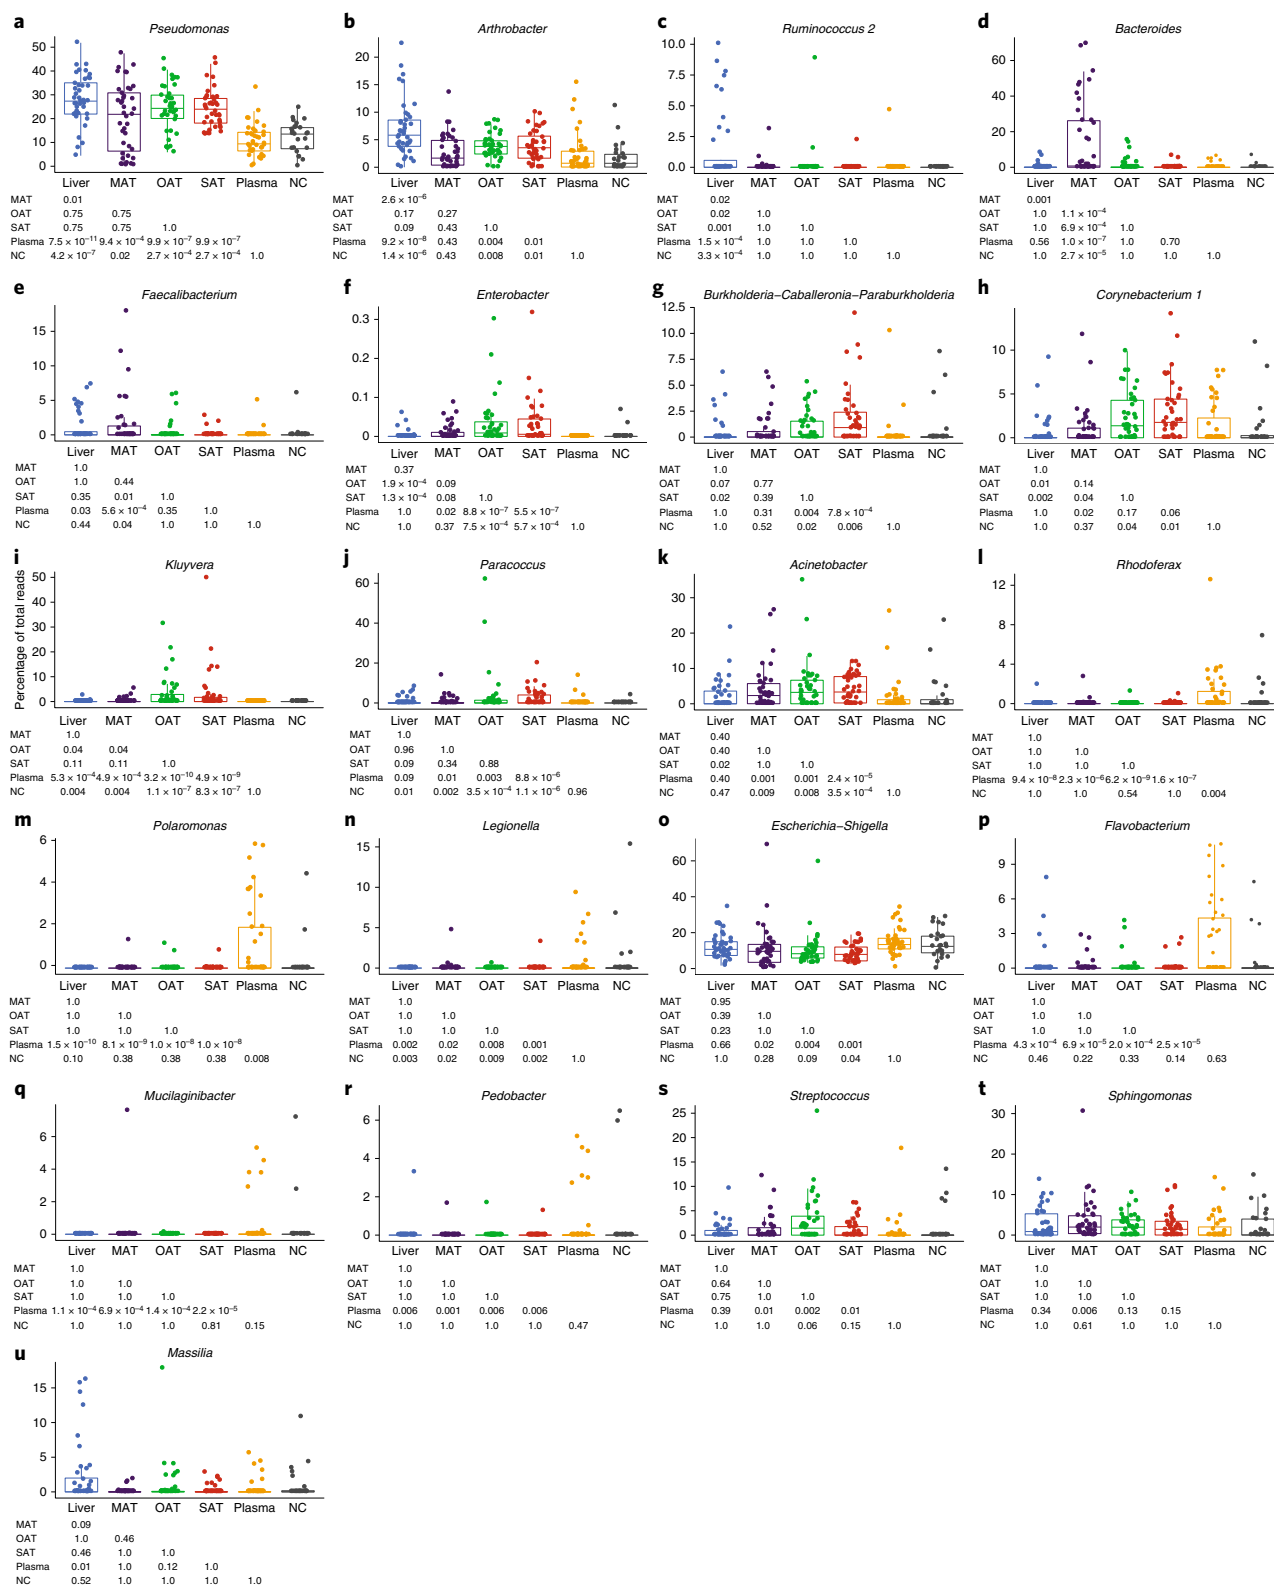 a
Pseudomonas
50
40
30
20
10
0
Liver MAT OAT SAT Plasma NC
MAT 0.01
OAT 0.75 0.75
SAT 0.75 0.75 1.0
Plasma 7.5 × 10⁻¹¹ 9.4 × 10⁻⁴ 9.9 × 10⁻⁷ 9.9 × 10⁻⁷
NC 4.2 × 10⁻⁷ 0.02 2.7 × 10⁻⁴ 2.7 × 10⁻⁴ 1.0
b
Arthrobacter
20
15
10
5
0
Liver MAT OAT SAT Plasma NC
MAT 2.6 × 10⁻⁶
OAT 0.17 0.27
SAT 0.09 0.43 1.0
Plasma 9.2 × 10⁻⁸ 0.43 0.004 0.01
NC 1.4 × 10⁻⁶ 0.43 0.008 0.01 1.0
c
Ruminococcus 2
10.0
7.5
5.0
2.5
0.0
Liver MAT OAT SAT Plasma NC
MAT 0.02
OAT 0.02 1.0
SAT 0.001 1.0 1.0
Plasma 1.5 × 10⁻⁴ 1.0 1.0 1.0
NC 3.3 × 10⁻⁴ 1.0 1.0 1.0 1.0
d
Bacteroides
60
40
20
0
Liver MAT OAT SAT Plasma NC
MAT 0.001
OAT 1.0 1.1 × 10⁻⁴
SAT 1.0 6.9 × 10⁻⁴ 1.0
Plasma 0.56 1.0 × 10⁻⁷ 1.0 0.70
NC 1.0 2.7 × 10⁻⁵ 1.0 1.0 1.0
e
Faecalibacterium
15
10
5
0
Liver MAT OAT SAT Plasma NC
MAT 1.0
OAT 1.0 0.44
SAT 0.35 0.01 1.0
Plasma 0.03 5.6 × 10⁻⁴ 0.35 1.0
NC 0.44 0.04 1.0 1.0 1.0
f
Enterobacter
0.3
0.2
0.1
0
Liver MAT OAT SAT Plasma NC
MAT 0.37
OAT 1.9 × 10⁻⁴ 0.09
SAT 1.3 × 10⁻⁴ 0.08 1.0
Plasma 1.0 0.02 8.8 × 10⁻⁷ 5.5 × 10⁻⁷
NC 1.0 0.37 7.5 × 10⁻⁴ 5.7 × 10⁻⁴ 1.0
g
Burkholderia−Caballeronia−Paraburkholderia
12.5
10.0
7.5
5.0
2.5
0
Liver MAT OAT SAT Plasma NC
MAT 1.0
OAT 0.07 0.77
SAT 0.02 0.39 1.0
Plasma 1.0 0.31 0.004 7.8 × 10⁻⁴
NC 1.0 0.52 0.02 0.006 1.0
h
Corynebacterium 1
10
5
0
Liver MAT OAT SAT Plasma NC
MAT 1.0
OAT 0.01 0.14
SAT 0.002 0.04 1.0
Plasma 1.0 0.02 0.17 0.06
NC 1.0 0.37 0.04 0.01 1.0
Percentage of total reads
i
Kluyvera
50
40
30
20
10
0
Liver MAT OAT SAT Plasma NC
MAT 1.0
OAT 0.04 0.04
SAT 0.11 0.11 1.0
Plasma 5.3 × 10⁻⁴ 4.9 × 10⁻⁴ 3.2 × 10⁻¹⁰ 4.9 × 10⁻⁹
NC 0.004 0.004 1.1 × 10⁻⁷ 8.3 × 10⁻⁷ 1.0
j
Paracoccus
60
40
20
0
Liver MAT OAT SAT Plasma NC
MAT 1.0
OAT 0.96 1.0
SAT 0.09 0.34 0.88
Plasma 0.09 0.01 0.003 8.8 × 10⁻⁶
NC 0.01 0.002 3.5 × 10⁻⁴ 1.1 × 10⁻⁶ 0.96
k
Acinetobacter
30
20
10
0
Liver MAT OAT SAT Plasma NC
MAT 0.40
OAT 0.40 1.0
SAT 0.02 1.0 1.0
Plasma 0.40 0.001 0.001 2.4 × 10⁻⁵
NC 0.47 0.009 0.008 3.5 × 10⁻⁴ 1.0
l
Rhodoferax
12
8
4
0
Liver MAT OAT SAT Plasma NC
MAT 1.0
OAT 1.0 1.0
SAT 1.0 1.0 1.0
Plasma 9.4 × 10⁻⁸ 2.3 × 10⁻⁶ 6.2 × 10⁻⁹ 1.6 × 10⁻⁷
NC 1.0 1.0 0.54 1.0 0.004
m
Polaromonas
6
4
2
0
Liver MAT OAT SAT Plasma NC
MAT 1.0
OAT 1.0 1.0
SAT 1.0 1.0 1.0
Plasma 1.5 × 10⁻¹⁰ 8.1 × 10⁻⁹ 1.0 × 10⁻⁸ 1.0 × 10⁻⁸
NC 0.10 0.38 0.38 0.38 0.008
n
Legionella
15
10
5
0
Liver MAT OAT SAT Plasma NC
MAT 1.0
OAT 1.0 1.0
SAT 1.0 1.0 1.0
Plasma 0.002 0.02 0.008 0.001
NC 0.003 0.02 0.009 0.002 1.0
o
Escherichia−Shigella
60
40
20
0
Liver MAT OAT SAT Plasma NC
MAT 0.95
OAT 0.39 1.0
SAT 0.23 1.0 1.0
Plasma 0.66 0.02 0.004 0.001
NC 1.0 0.28 0.09 0.04 1.0
p
Flavobacterium
9
6
3
0
Liver MAT OAT SAT Plasma NC
MAT 1.0
OAT 1.0 1.0
SAT 1.0 1.0 1.0
Plasma 4.3 × 10⁻⁴ 6.9 × 10⁻⁵ 2.0 × 10⁻⁴ 2.5 × 10⁻⁵
NC 0.46 0.22 0.33 0.14 0.63
q
Mucilaginibacter
6
4
2
0
Liver MAT OAT SAT Plasma NC
MAT 1.0
OAT 1.0 1.0
SAT 1.0 1.0 1.0
Plasma 1.1 × 10⁻⁴ 6.9 × 10⁻⁴ 1.4 × 10⁻⁴ 2.2 × 10⁻⁵
NC 1.0 1.0 1.0 0.81 0.15
r
Pedobacter
6
4
2
0
Liver MAT OAT SAT Plasma NC
MAT 1.0
OAT 1.0 1.0
SAT 1.0 1.0 1.0
Plasma 0.006 0.001 0.006 0.006
NC 1.0 1.0 1.0 1.0 0.47
s
Streptococcus
25
20
15
10
5
0
Liver MAT OAT SAT Plasma NC
MAT 1.0
OAT 0.64 1.0
SAT 0.75 1.0 1.0
Plasma 0.39 0.01 0.002 0.01
NC 1.0 1.0 0.06 0.15 1.0
t
Sphingomonas
30
20
10
0
Liver MAT OAT SAT Plasma NC
MAT 1.0
OAT 1.0 1.0
SAT 1.0 1.0 1.0
Plasma 0.34 0.006 0.13 0.15
NC 1.0 0.61 1.0 1.0 1.0
u
Massilia
15
10
5
0
Liver MAT OAT SAT Plasma NC
MAT 0.09
OAT 1.0 0.46
SAT 0.46 1.0 1.0
Plasma 0.01 1.0 0.12 1.0
NC 0.52 1.0 1.0 1.0 1.0